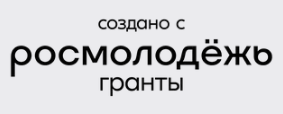 создано с
росмолодёжь
гранты